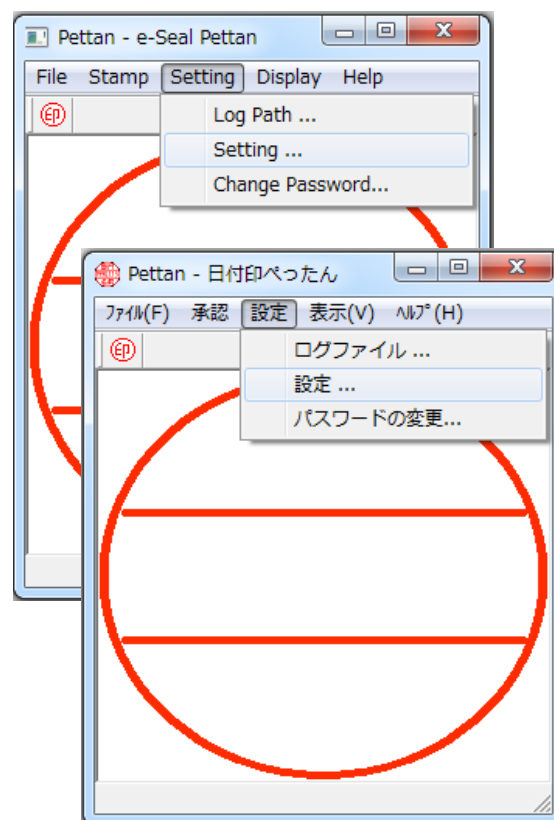 Pettan - e-Seal Pettan
File Stamp Setting Display Help
印
Log Path ...
Setting ...
Change Password...
Pettan - 日付印ぺったん
ﾌｧｲﾙ(F) 承認 設定 表示(V) ﾍﾙﾌﾟ(H)
印
ログファイル ...
設定 ...
パスワードの変更...